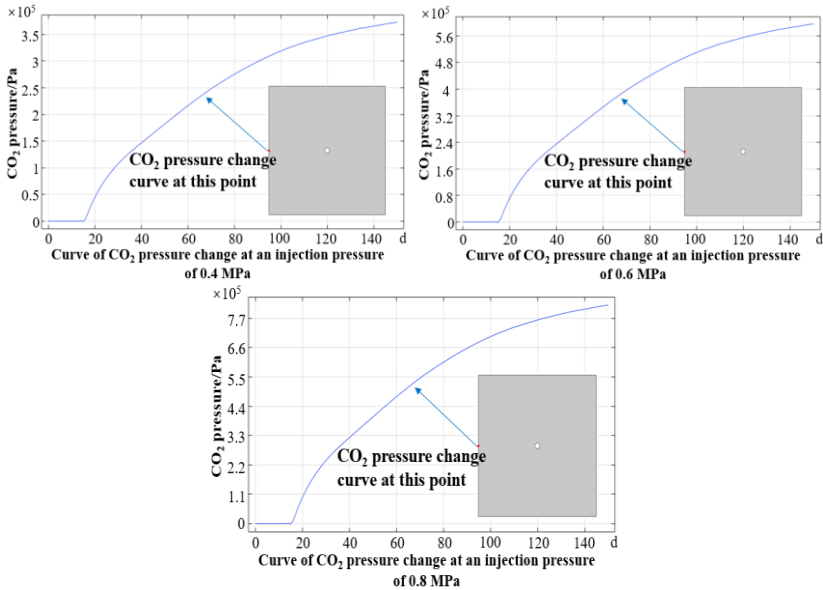 ×10⁵
CO₂ pressure/Pa
3.5
3
2.5
2
1.5
1
0.5
0
CO₂ pressure change
curve at this point
0 20 40 60 80 100 120 140 d
Curve of CO₂ pressure change at an injection pressure
of 0.4 MPa
×10⁵
CO₂ pressure/Pa
5.6
4.8
4
3.2
2.4
1.6
0.8
0
CO₂ pressure change
curve at this point
0 20 40 60 80 100 120 140 d
Curve of CO₂ pressure change at an injection pressure
of 0.6 MPa
×10⁵
CO₂ pressure/Pa
7.7
6.6
5.5
4.4
3.3
2.2
1.1
0
CO₂ pressure change
curve at this point
0 20 40 60 80 100 120 140 d
Curve of CO₂ pressure change at an injection pressure
of 0.8 MPa